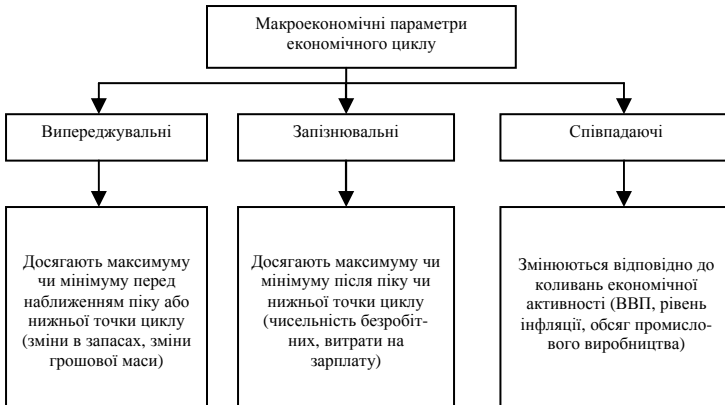 Макроекономічні параметри
економічного циклу
Випереджувальні
Запізнювальні
Співпадаючі
Досягають максимуму
чи мінімуму перед
наближенням піку або
нижньої точки циклу
(зміни в запасах, зміни
грошової маси)
Досягають максимуму чи
мінімуму після піку чи
нижньої точки циклу
(чисельність безробіт-
них, витрати на
зарплату)
Змінюються відповідно до
коливань економічної
активності (ВВП, рівень
інфляції, обсяг промисло-
вого виробництва)